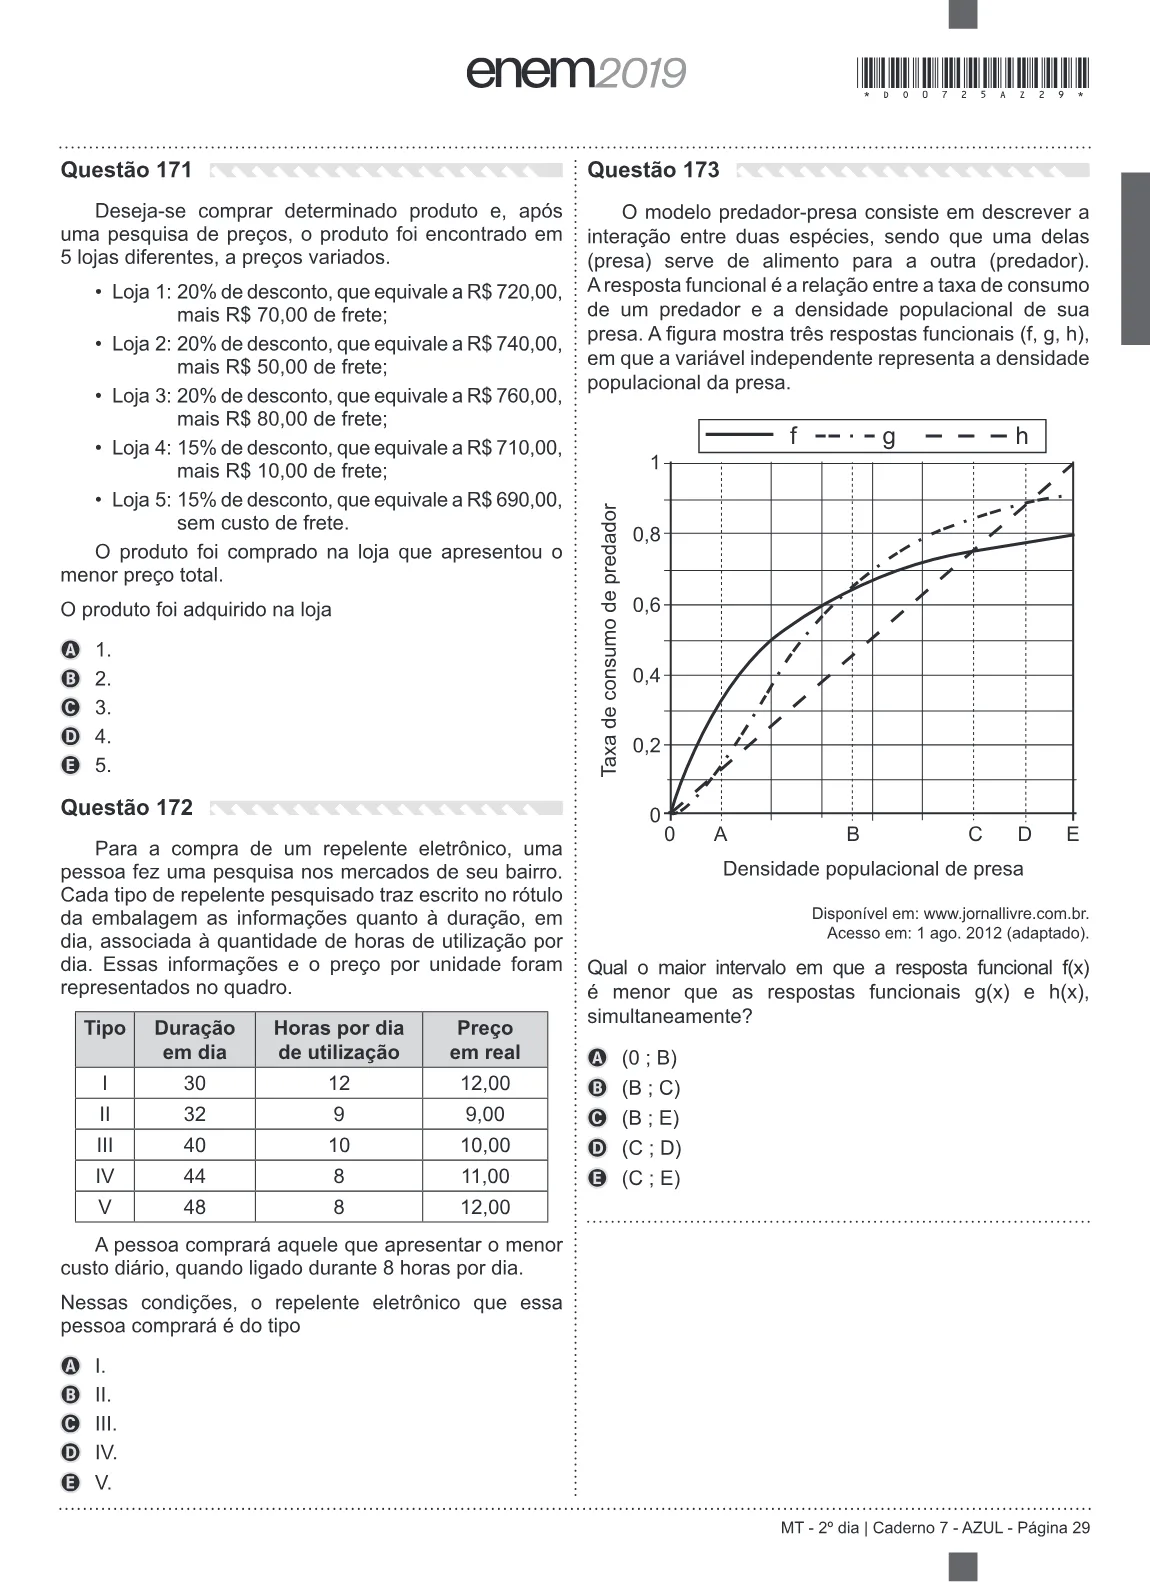 enem2019
* D 0 0 7 2 5 A Z 2 9 *
Questão 171
Deseja-se comprar determinado produto e, após
uma pesquisa de preços, o produto foi encontrado em
5 lojas diferentes, a preços variados.
• Loja 1: 20% de desconto, que equivale a R$ 720,00,
mais R$ 70,00 de frete;
• Loja 2: 20% de desconto, que equivale a R$ 740,00,
mais R$ 50,00 de frete;
• Loja 3: 20% de desconto, que equivale a R$ 760,00,
mais R$ 80,00 de frete;
• Loja 4: 15% de desconto, que equivale a R$ 710,00,
mais R$ 10,00 de frete;
• Loja 5: 15% de desconto, que equivale a R$ 690,00,
sem custo de frete.
O produto foi comprado na loja que apresentou o
menor preço total.
O produto foi adquirido na loja
A 1.
B 2.
C 3.
D 4.
E 5.
Questão 172
Para a compra de um repelente eletrônico, uma
pessoa fez uma pesquisa nos mercados de seu bairro.
Cada tipo de repelente pesquisado traz escrito no rótulo
da embalagem as informações quanto à duração, em
dia, associada à quantidade de horas de utilização por
dia. Essas informações e o preço por unidade foram
representados no quadro.
Tipo Duração Horas por dia Preço
em dia de utilização em real
I 30 12 12,00
II 32 9 9,00
III 40 10 10,00
IV 44 8 11,00
V 48 8 12,00
A pessoa comprará aquele que apresentar o menor
custo diário, quando ligado durante 8 horas por dia.
Nessas condições, o repelente eletrônico que essa
pessoa comprará é do tipo
A I.
B II.
C III.
D IV.
E V.
Questão 173
O modelo predador-presa consiste em descrever a
interação entre duas espécies, sendo que uma delas
(presa) serve de alimento para a outra (predador).
A resposta funcional é a relação entre a taxa de consumo
de um predador e a densidade populacional de sua
presa. A figura mostra três respostas funcionais (f, g, h),
em que a variável independente representa a densidade
populacional da presa.
f g h
1
0,8
0,6
0,4
0,2
0
Taxa de consumo de predador
0 A B C D E
Densidade populacional de presa
Disponível em: www.jornallivre.com.br.
Acesso em: 1 ago. 2012 (adaptado).
Qual o maior intervalo em que a resposta funcional f(x)
é menor que as respostas funcionais g(x) e h(x),
simultaneamente?
A (0 ; B)
B (B ; C)
C (B ; E)
D (C ; D)
E (C ; E)
MT - 2º dia | Caderno 7 - AZUL - Página 29